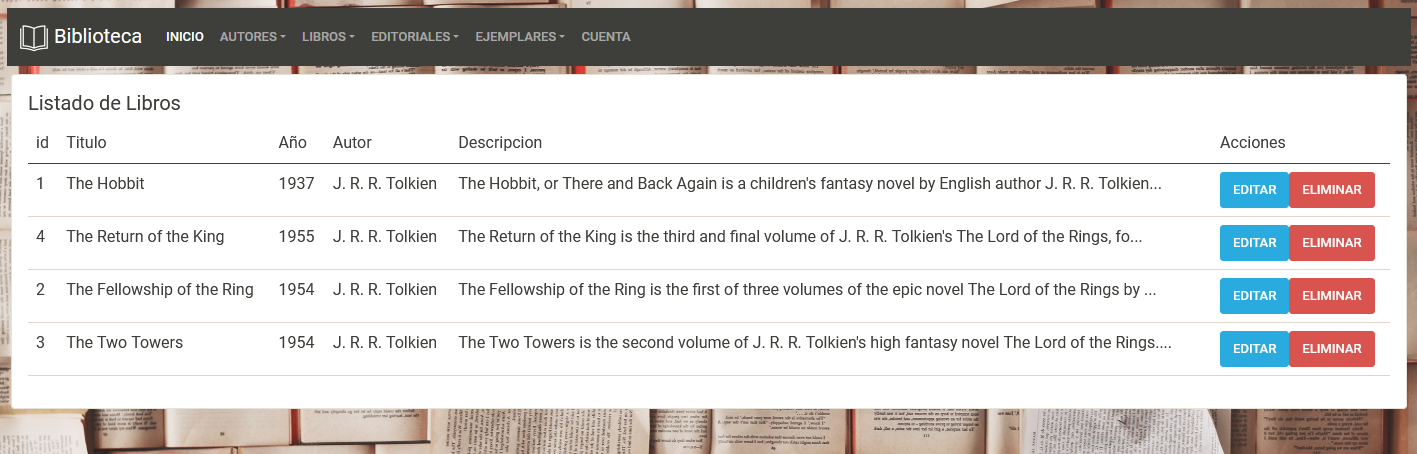 Biblioteca INICIO AUTORES LIBROS EDITORIALES EJEMPLARES CUENTA
Listado de Libros
id Titulo Año Autor Descripcion Acciones
1 The Hobbit 1937 J. R. R. Tolkien The Hobbit, or There and Back Again is a children's fantasy novel by English author J. R. R. Tolkien... EDITAR ELIMINAR
4 The Return of the King 1955 J. R. R. Tolkien The Return of the King is the third and final volume of J. R. R. Tolkien's The Lord of the Rings, fo... EDITAR ELIMINAR
2 The Fellowship of the Ring 1954 J. R. R. Tolkien The Fellowship of the Ring is the first of three volumes of the epic novel The Lord of the Rings by ... EDITAR ELIMINAR
3 The Two Towers 1954 J. R. R. Tolkien The Two Towers is the second volume of J. R. R. Tolkien's high fantasy novel The Lord of the Rings.... EDITAR ELIMINAR